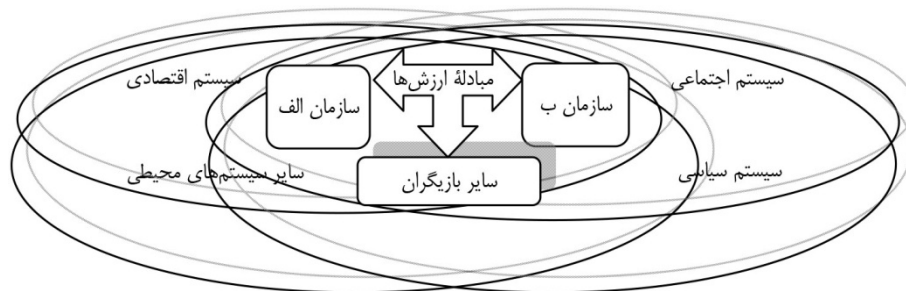 سیستم اجتماعی
سیستم اقتصادی
مبادلهٔ ارزش‌ها
سازمان ب
سازمان الف
سیستم سیاسی
سایر سیستم‌های محیطی
سایر بازیگران